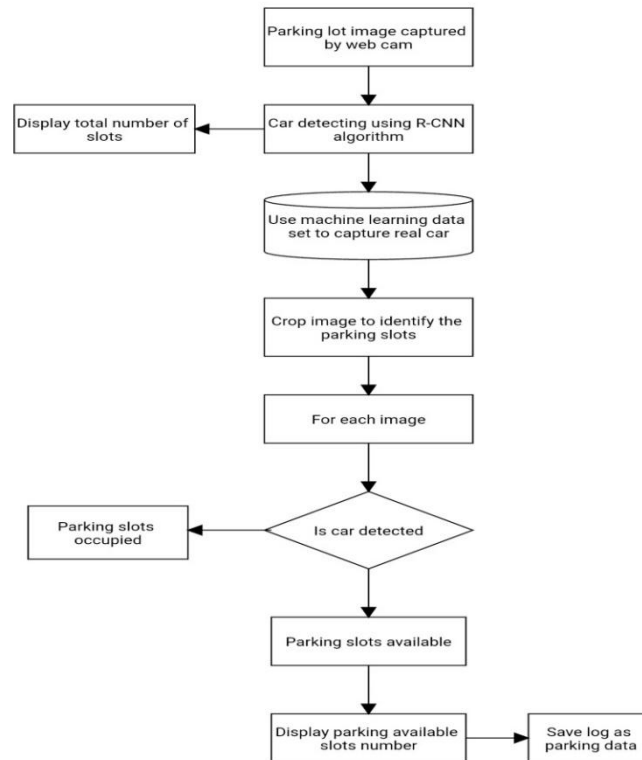 Parking lot image captured
by web cam
Display total number of
slots
Car detecting using R-CNN
algorithm
Use machine learning data
set to capture real car
Crop image to identify the
parking slots
For each image
Parking slots
occupied
Is car detected
Parking slots available
Display parking available
slots number
Save log as
parking data